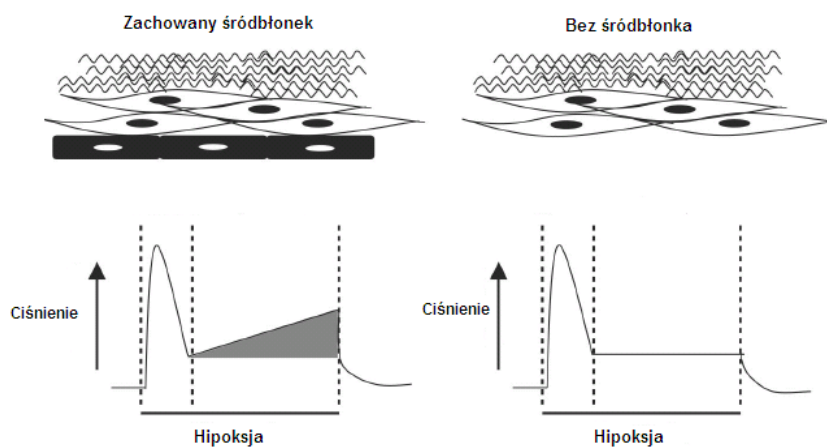 Zachowany śródbłonek
Bez śródbłonka
Ciśnienie
Ciśnienie
Hipoksja
Hipoksja